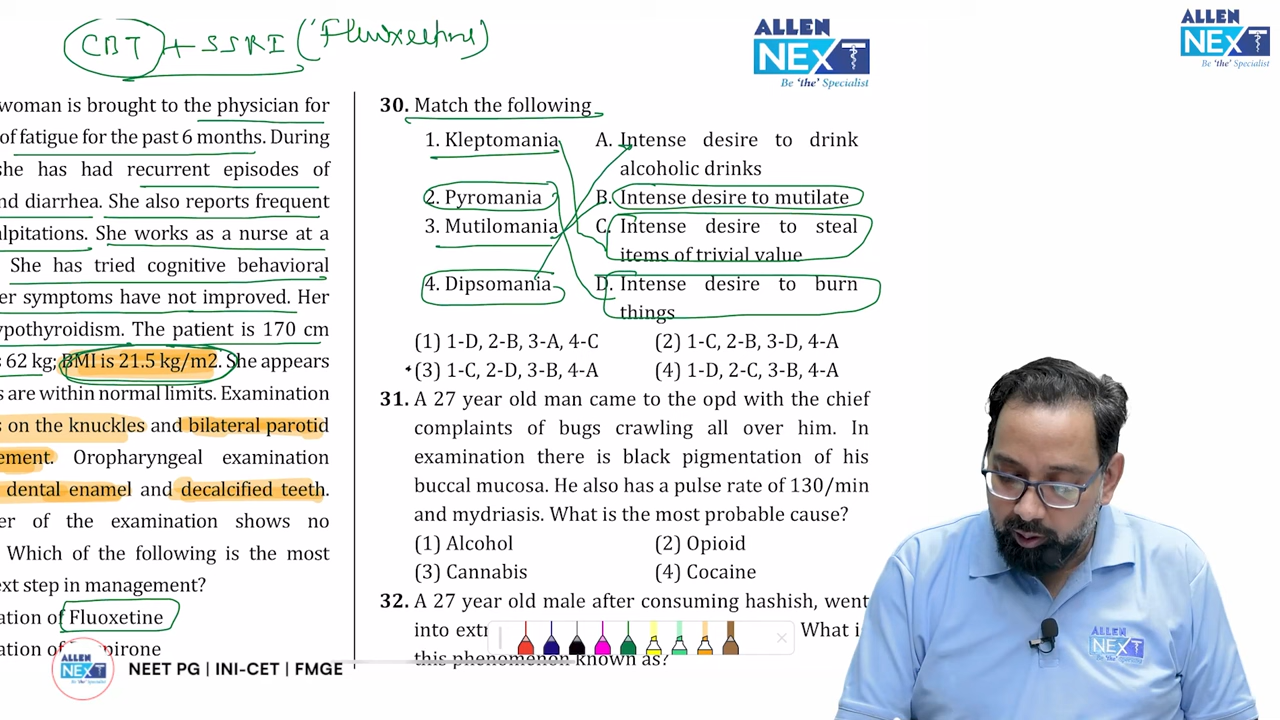 CBT + SSRI (Fluoxetine)
ALLEN
NEXT
Be 'the' Specialist
ALLEN
NEXT
Be 'the' Specialist
woman is brought to the physician for
of fatigue for the past 6 months. During
she has had recurrent episodes of
nd diarrhea. She also reports frequent
alpitations. She works as a nurse at a
She has tried cognitive behavioral
er symptoms have not improved. Her
ypothyroidism. The patient is 170 cm
62 kg; BMI is 21.5 kg/m2. She appears
s are within normal limits. Examination
s on the knuckles and bilateral parotid
ement. Oropharyngeal examination
dental enamel and decalcified teeth.
er of the examination shows no
Which of the following is the most
ext step in management?
ation of Fluoxetine
ation of pirone
30. Match the following
1. Kleptomania A. Intense desire to drink
alcoholic drinks
2. Pyromania B. Intense desire to mutilate
3. Mutilomania C. Intense desire to steal
items of trivial value
4. Dipsomania D. Intense desire to burn
things
(1) 1-D, 2-B, 3-A, 4-C (2) 1-C, 2-B, 3-D, 4-A
(3) 1-C, 2-D, 3-B, 4-A (4) 1-D, 2-C, 3-B, 4-A
31. A 27 year old man came to the opd with the chief
complaints of bugs crawling all over him. In
examination there is black pigmentation of his
buccal mucosa. He also has a pulse rate of 130/min
and mydriasis. What is the most probable cause?
(1) Alcohol (2) Opioid
(3) Cannabis (4) Cocaine
32. A 27 year old male after consuming hashish, went
into extr What i
this phenomenon known as?
ALLEN
NEXT
Be 'the' Specialist
NEET PG | INI-CET | FMGE
ALLEN
NEXT